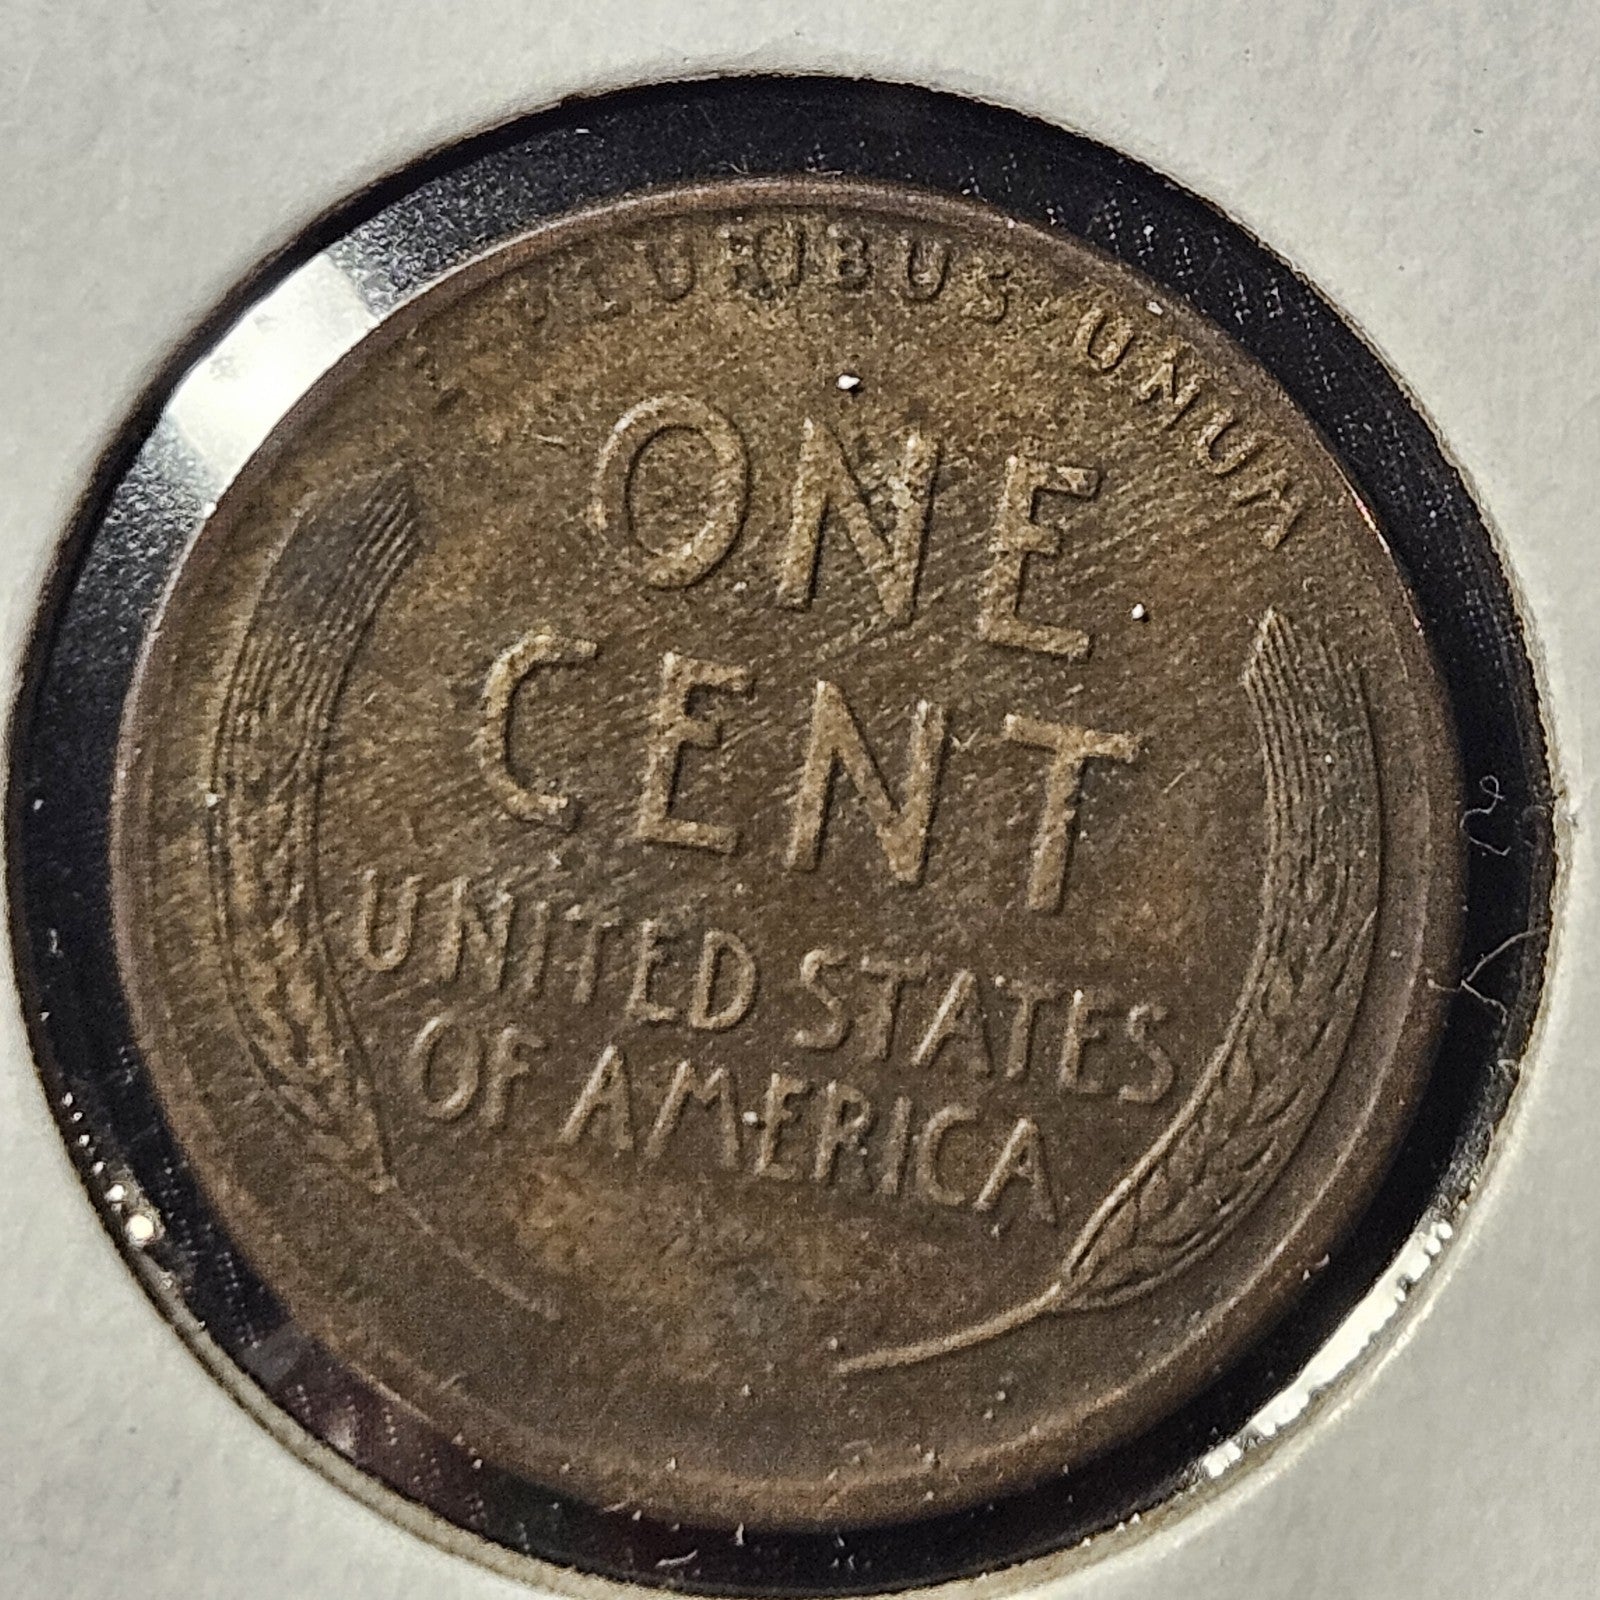 E PLURIBUS · UNUM
ONE
CENT
UNITED STATES
OF AMERICA